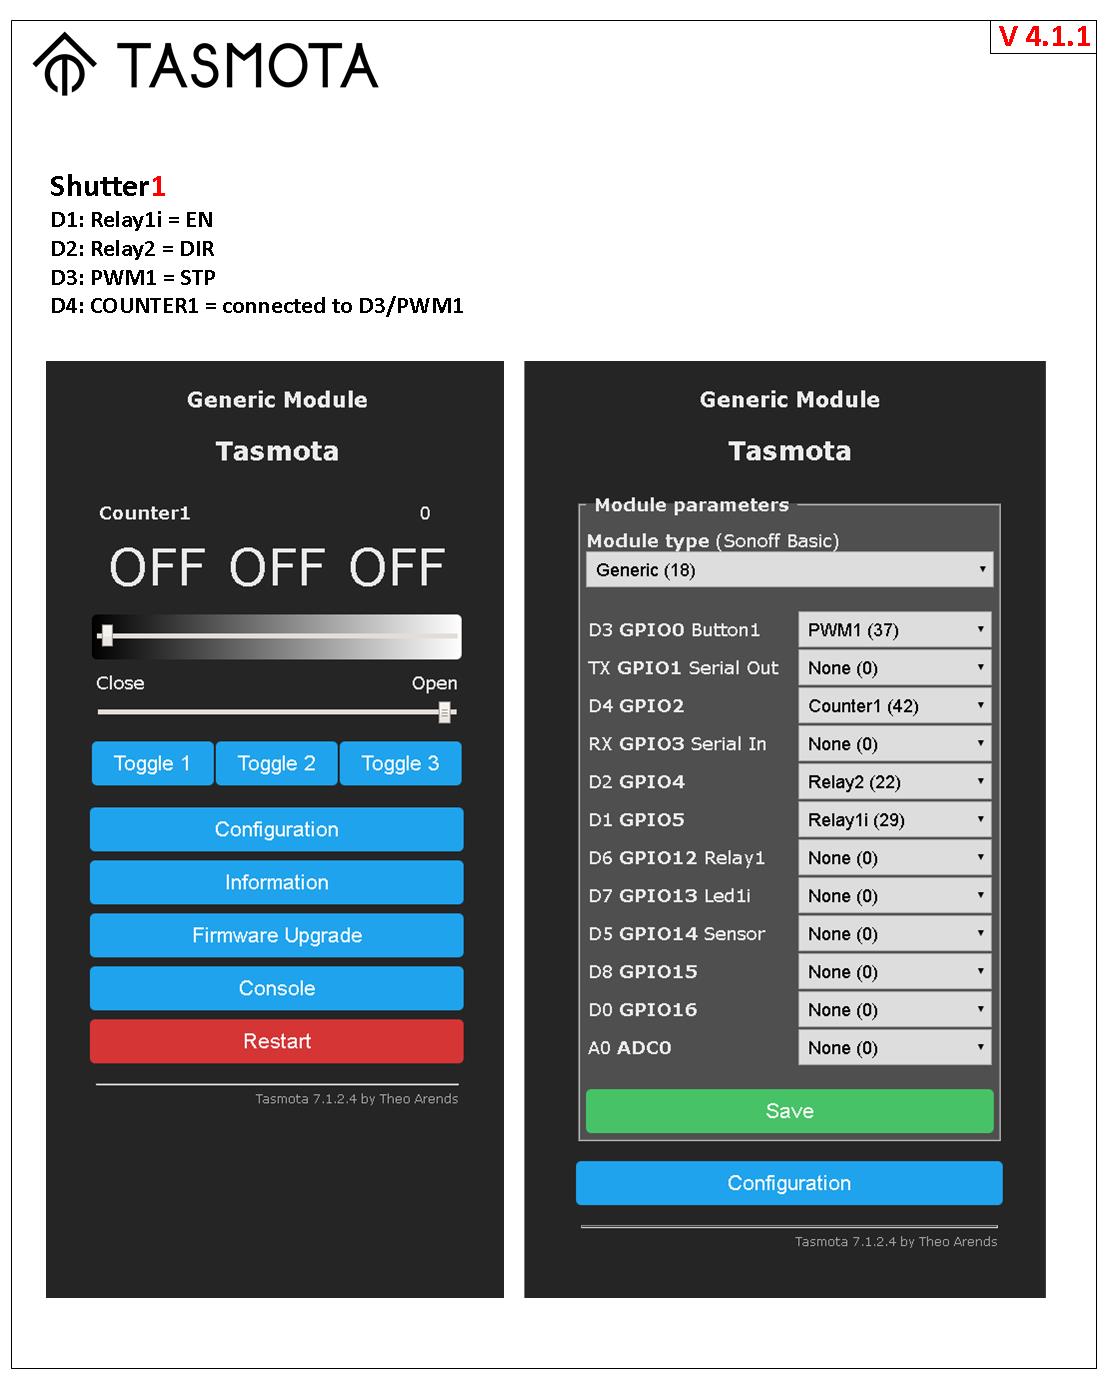 V 4.1.1
TASMOTA
Shutter1
D1: Relay1i = EN
D2: Relay2 = DIR
D3: PWM1 = STP
D4: COUNTER1 = connected to D3/PWM1
Generic Module
Tasmota
Counter1 0
OFF OFF OFF
Close Open
Toggle 1 Toggle 2 Toggle 3
Configuration
Information
Firmware Upgrade
Console
Restart
Tasmota 7.1.2.4 by Theo Arends
Generic Module
Tasmota
Module parameters
Module type (Sonoff Basic)
Generic (18)
D3 GPIO0 Button1 PWM1 (37)
TX GPIO1 Serial Out None (0)
D4 GPIO2 Counter1 (42)
RX GPIO3 Serial In None (0)
D2 GPIO4 Relay2 (22)
D1 GPIO5 Relay1i (29)
D6 GPIO12 Relay1 None (0)
D7 GPIO13 Led1i None (0)
D5 GPIO14 Sensor None (0)
D8 GPIO15 None (0)
D0 GPIO16 None (0)
A0 ADC0 None (0)
Save
Configuration
Tasmota 7.1.2.4 by Theo Arends